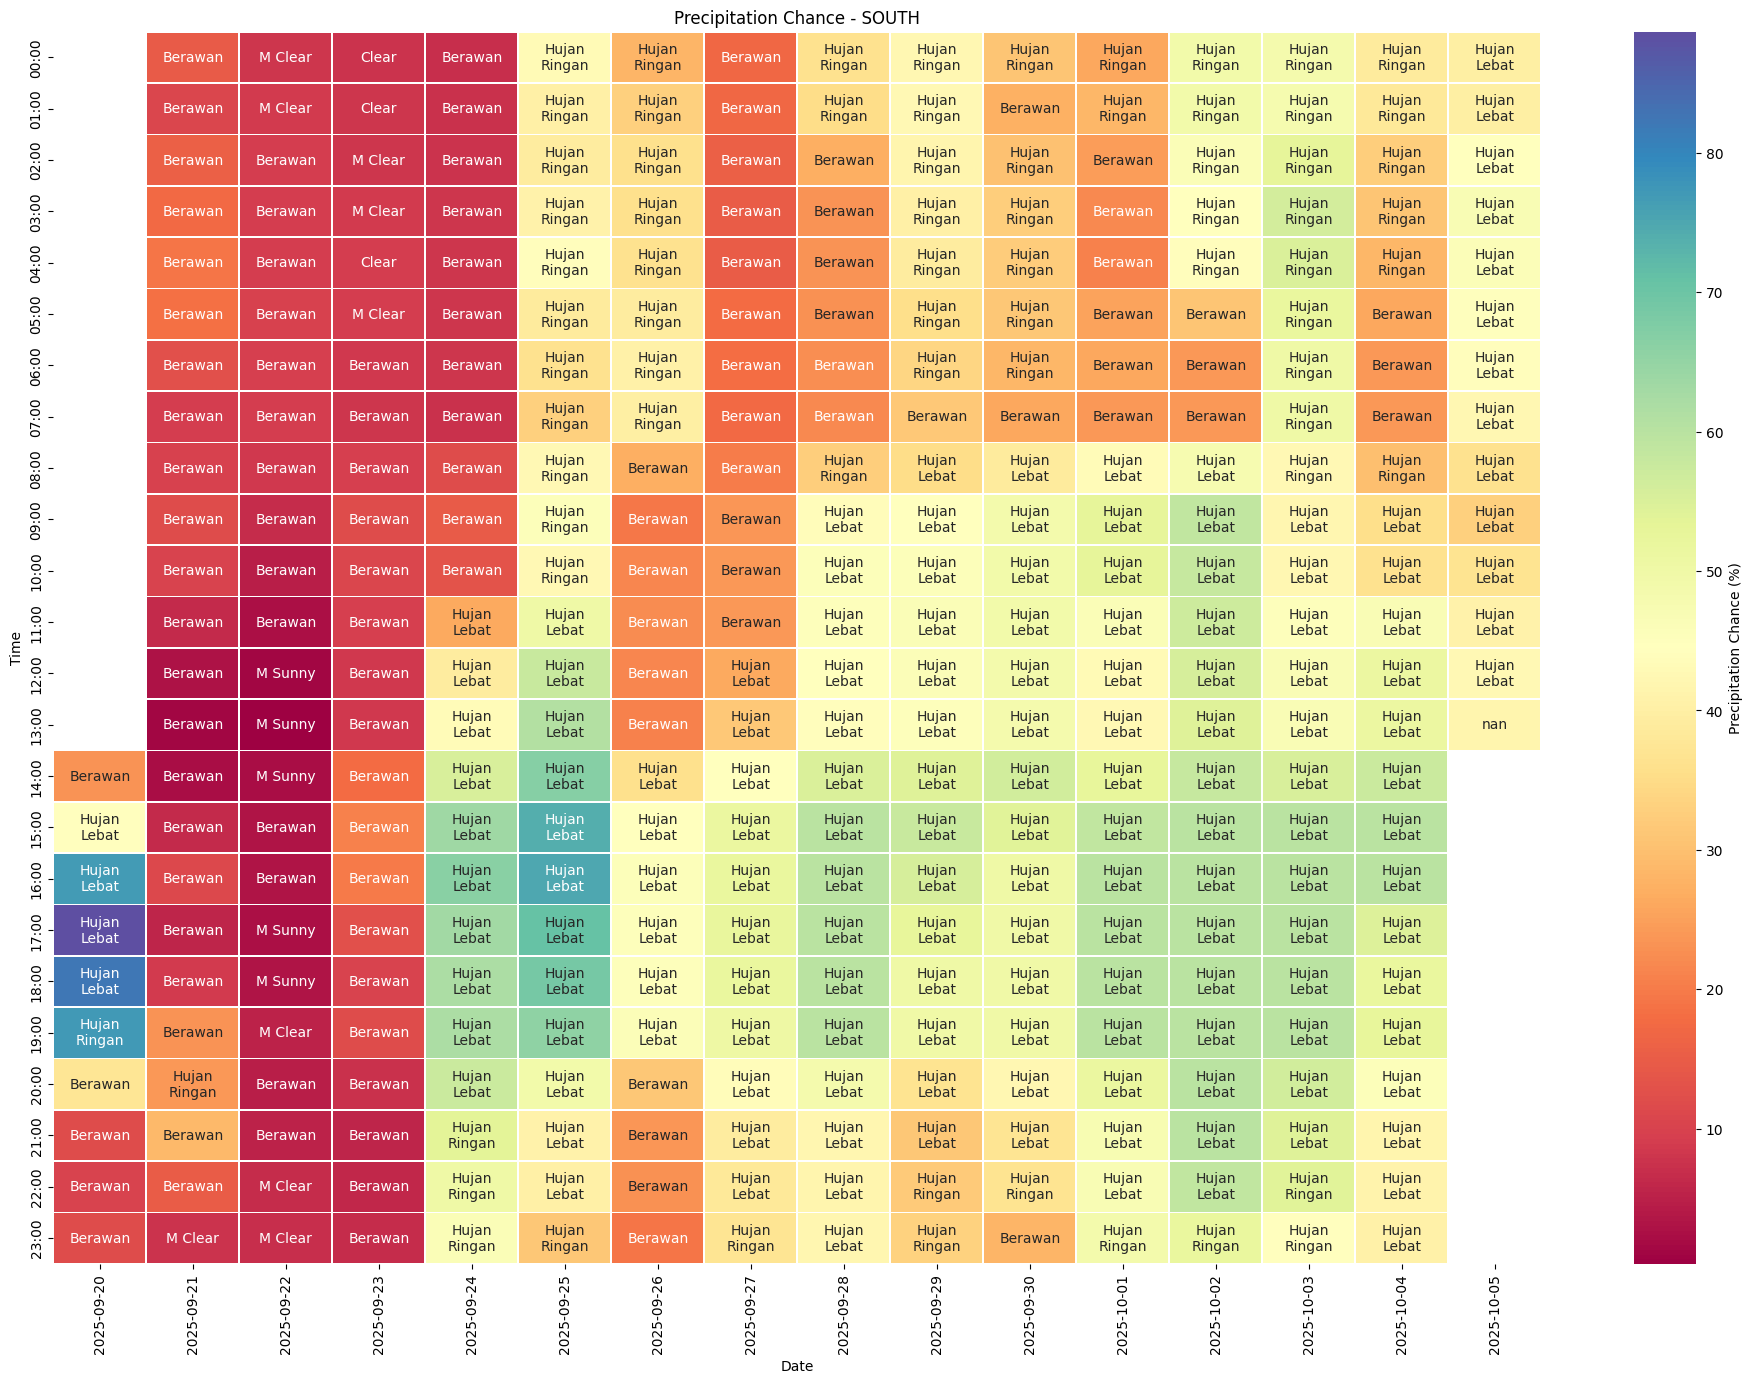 Precipitation Chance - SOUTH
00:00 Berawan M Clear Clear Berawan Hujan Ringan Hujan Ringan Berawan Hujan Ringan Hujan Ringan Hujan Ringan Hujan Ringan Hujan Ringan Hujan Ringan Hujan Ringan Hujan Lebat
01:00 Berawan M Clear Clear Berawan Hujan Ringan Hujan Ringan Berawan Hujan Ringan Hujan Ringan Berawan Hujan Ringan Hujan Ringan Hujan Ringan Hujan Ringan Hujan Lebat
02:00 Berawan Berawan M Clear Berawan Hujan Ringan Hujan Ringan Berawan Berawan Hujan Ringan Hujan Ringan Berawan Hujan Ringan Hujan Ringan Hujan Ringan Hujan Lebat
03:00 Berawan Berawan M Clear Berawan Hujan Ringan Hujan Ringan Berawan Berawan Hujan Ringan Hujan Ringan Berawan Hujan Ringan Hujan Ringan Hujan Ringan Hujan Lebat
04:00 Berawan Berawan Clear Berawan Hujan Ringan Hujan Ringan Berawan Berawan Hujan Ringan Hujan Ringan Berawan Hujan Ringan Hujan Ringan Hujan Ringan Hujan Lebat
05:00 Berawan Berawan M Clear Berawan Hujan Ringan Hujan Ringan Berawan Berawan Hujan Ringan Hujan Ringan Berawan Berawan Hujan Ringan Berawan Hujan Lebat
06:00 Berawan Berawan Berawan Berawan Hujan Ringan Hujan Ringan Berawan Berawan Hujan Ringan Hujan Ringan Berawan Berawan Hujan Ringan Berawan Hujan Lebat
07:00 Berawan Berawan Berawan Berawan Hujan Ringan Hujan Ringan Berawan Berawan Berawan Berawan Berawan Berawan Hujan Ringan Berawan Hujan Lebat
08:00 Berawan Berawan Berawan Berawan Hujan Ringan Berawan Berawan Hujan Ringan Hujan Lebat Hujan Lebat Hujan Lebat Hujan Lebat Hujan Ringan Hujan Ringan Hujan Lebat
09:00 Berawan Berawan Berawan Berawan Hujan Ringan Berawan Berawan Hujan Lebat Hujan Lebat Hujan Lebat Hujan Lebat Hujan Lebat Hujan Lebat Hujan Lebat Hujan Lebat
10:00 Berawan Berawan Berawan Berawan Hujan Ringan Berawan Berawan Hujan Lebat Hujan Lebat Hujan Lebat Hujan Lebat Hujan Lebat Hujan Lebat Hujan Lebat Hujan Lebat
11:00 Berawan Berawan Berawan Hujan Lebat Hujan Lebat Berawan Berawan Hujan Lebat Hujan Lebat Hujan Lebat Hujan Lebat Hujan Lebat Hujan Lebat Hujan Lebat Hujan Lebat
12:00 Berawan M Sunny Berawan Hujan Lebat Hujan Lebat Berawan Hujan Lebat Hujan Lebat Hujan Lebat Hujan Lebat Hujan Lebat Hujan Lebat Hujan Lebat Hujan Lebat Hujan Lebat
13:00 Berawan M Sunny Berawan Hujan Lebat Hujan Lebat Berawan Hujan Lebat Hujan Lebat Hujan Lebat Hujan Lebat Hujan Lebat Hujan Lebat Hujan Lebat Hujan Lebat nan
14:00 Berawan Berawan M Sunny Berawan Hujan Lebat Hujan Lebat Hujan Lebat Hujan Lebat Hujan Lebat Hujan Lebat Hujan Lebat Hujan Lebat Hujan Lebat Hujan Lebat Hujan Lebat
15:00 Hujan Lebat Berawan Berawan Berawan Hujan Lebat Hujan Lebat Hujan Lebat Hujan Lebat Hujan Lebat Hujan Lebat Hujan Lebat Hujan Lebat Hujan Lebat Hujan Lebat Hujan Lebat
16:00 Hujan Lebat Berawan Berawan Berawan Hujan Lebat Hujan Lebat Hujan Lebat Hujan Lebat Hujan Lebat Hujan Lebat Hujan Lebat Hujan Lebat Hujan Lebat Hujan Lebat Hujan Lebat
17:00 Hujan Lebat Berawan M Sunny Berawan Hujan Lebat Hujan Lebat Hujan Lebat Hujan Lebat Hujan Lebat Hujan Lebat Hujan Lebat Hujan Lebat Hujan Lebat Hujan Lebat Hujan Lebat
18:00 Hujan Lebat Berawan M Sunny Berawan Hujan Lebat Hujan Lebat Hujan Lebat Hujan Lebat Hujan Lebat Hujan Lebat Hujan Lebat Hujan Lebat Hujan Lebat Hujan Lebat Hujan Lebat
19:00 Hujan Ringan Berawan M Clear Berawan Hujan Lebat Hujan Lebat Hujan Lebat Hujan Lebat Hujan Lebat Hujan Lebat Hujan Lebat Hujan Lebat Hujan Lebat Hujan Lebat Hujan Lebat
20:00 Berawan Hujan Ringan Berawan Berawan Hujan Lebat Hujan Lebat Berawan Hujan Lebat Hujan Lebat Hujan Lebat Hujan Lebat Hujan Lebat Hujan Lebat Hujan Lebat Hujan Lebat
21:00 Berawan Berawan Berawan Berawan Hujan Ringan Hujan Lebat Berawan Hujan Lebat Hujan Lebat Hujan Lebat Hujan Lebat Hujan Lebat Hujan Lebat Hujan Lebat Hujan Lebat
22:00 Berawan Berawan M Clear Berawan Hujan Ringan Hujan Lebat Berawan Hujan Lebat Hujan Lebat Hujan Ringan Hujan Ringan Hujan Lebat Hujan Lebat Hujan Ringan Hujan Lebat
23:00 Berawan M Clear M Clear Berawan Hujan Ringan Hujan Ringan Berawan Hujan Ringan Hujan Lebat Hujan Ringan Berawan Hujan Ringan Hujan Ringan Hujan Ringan Hujan Lebat
Time
2025-09-20 2025-09-21 2025-09-22 2025-09-23 2025-09-24 2025-09-25 2025-09-26 2025-09-27 2025-09-28 2025-09-29 2025-09-30 2025-10-01 2025-10-02 2025-10-03 2025-10-04 2025-10-05
Date
80
70
60
50
40
30
20
10
Precipitation Chance (%)